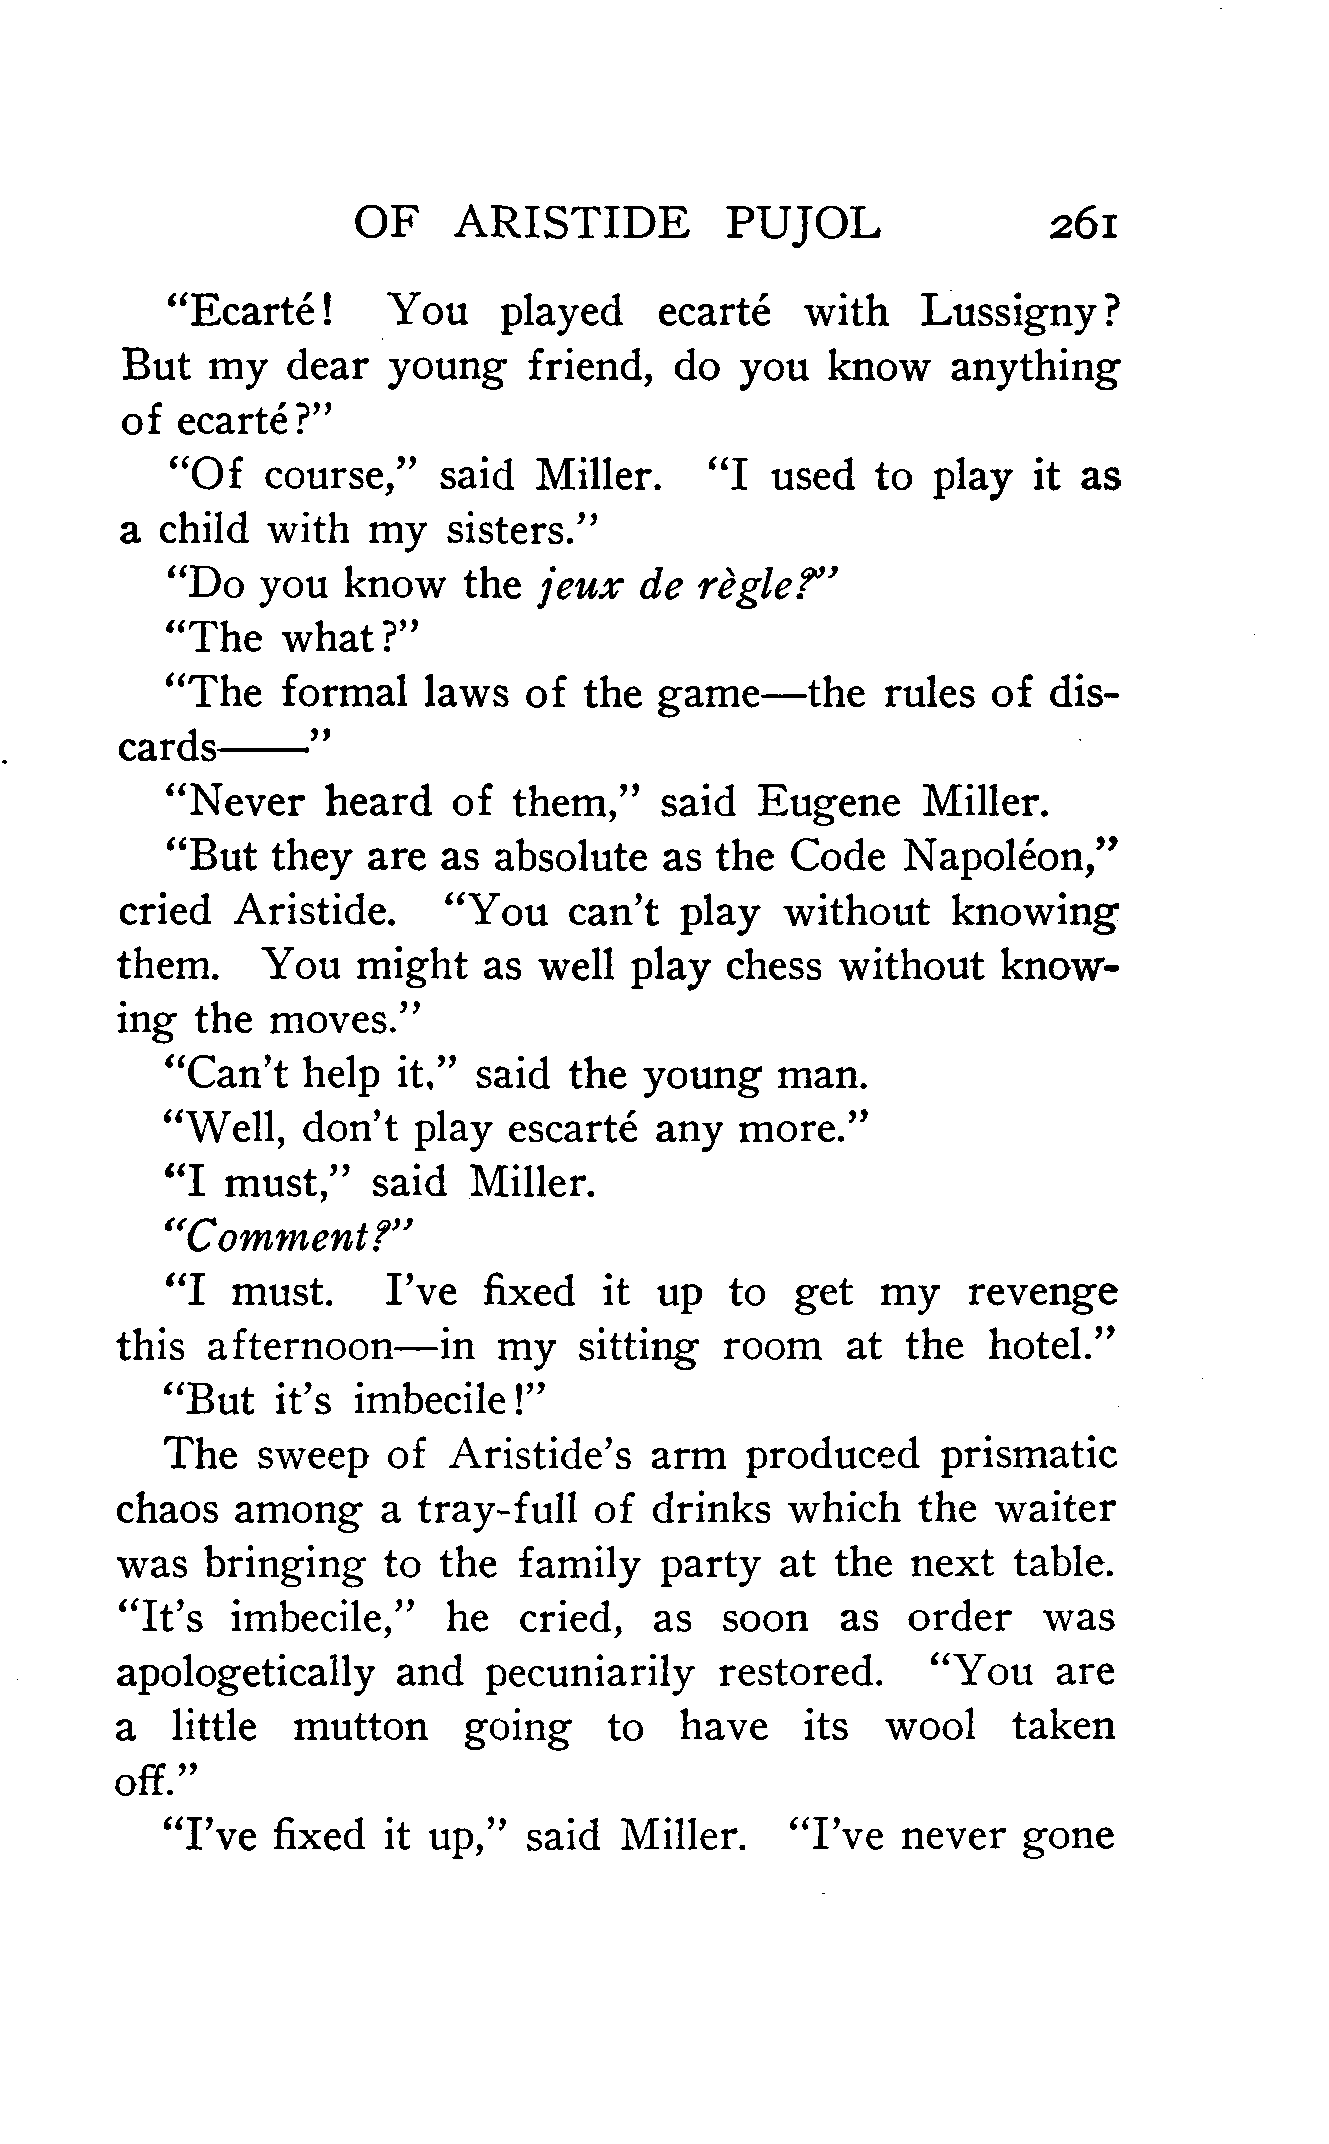 OF ARISTIDE PUJOL 261
"Ecarté! You played ecarté with Lussigny?
But my dear young friend, do you know anything
of ecarté?"
"Of course," said Miller. "I used to play it as
a child with my sisters."
"Do you know the jeux de règle?"
"The what?"
"The formal laws of the game—the rules of dis-
cards——"
"Never heard of them," said Eugene Miller.
"But they are as absolute as the Code Napoléon,"
cried Aristide. "You can't play without knowing
them. You might as well play chess without know-
ing the moves."
"Can't help it," said the young man.
"Well, don't play escarté any more."
"I must," said Miller.
"Comment?"
"I must. I've fixed it up to get my revenge
this afternoon—in my sitting room at the hotel."
"But it's imbecile!"
The sweep of Aristide's arm produced prismatic
chaos among a tray-full of drinks which the waiter
was bringing to the family party at the next table.
"It's imbecile," he cried, as soon as order was
apologetically and pecuniarily restored. "You are
a little mutton going to have its wool taken
off."
"I've fixed it up," said Miller. "I've never gone